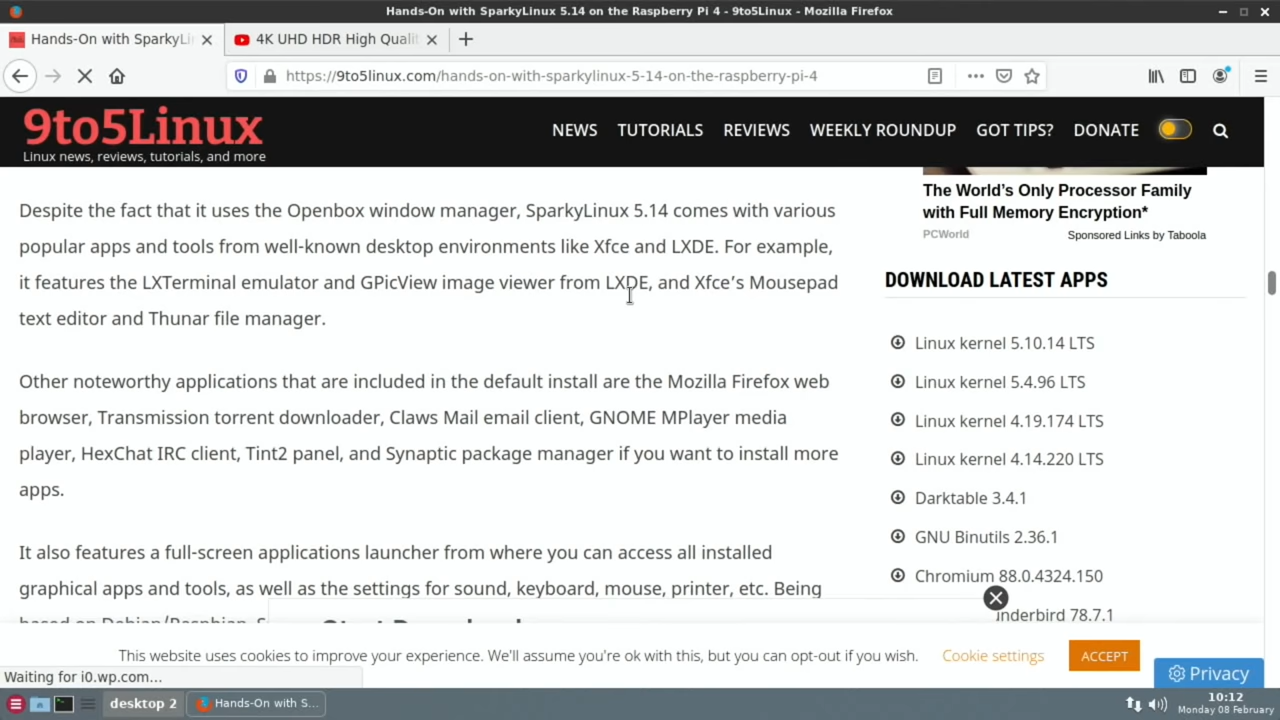 Hands-On with SparkyLinux 5.14 on the Raspberry Pi 4 - 9to5Linux - Mozilla Firefox
Hands-On with SparkyLi
4K UHD HDR High Qualit
https://9to5linux.com/hands-on-with-sparkylinux-5-14-on-the-raspberry-pi-4
9to5Linux
Linux news, reviews, tutorials, and more
NEWS TUTORIALS REVIEWS WEEKLY ROUNDUP GOT TIPS? DONATE
Despite the fact that it uses the Openbox window manager, SparkyLinux 5.14 comes with various
popular apps and tools from well-known desktop environments like Xfce and LXDE. For example,
it features the LXTerminal emulator and GPicView image viewer from LXDE, and Xfce's Mousepad
text editor and Thunar file manager.
Other noteworthy applications that are included in the default install are the Mozilla Firefox web
browser, Transmission torrent downloader, Claws Mail email client, GNOME MPlayer media
player, HexChat IRC client, Tint2 panel, and Synaptic package manager if you want to install more
apps.
It also features a full-screen applications launcher from where you can access all installed
graphical apps and tools, as well as the settings for sound, keyboard, mouse, printer, etc. Being
based on Debian/Raspbian, S
The World's Only Processor Family
with Full Memory Encryption*
PCWorld
Sponsored Links by Taboola
DOWNLOAD LATEST APPS
Linux kernel 5.10.14 LTS
Linux kernel 5.4.96 LTS
Linux kernel 4.19.174 LTS
Linux kernel 4.14.220 LTS
Darktable 3.4.1
GNU Binutils 2.36.1
Chromium 88.0.4324.150
nderbird 78.7.1
Start Download
This website uses cookies to improve your experience. We'll assume you're ok with this, but you can opt-out if you wish.
Cookie settings
ACCEPT
Privacy
Waiting for i0.wp.com...
desktop 2
Hands-On with S...
10:12
Monday 08 February